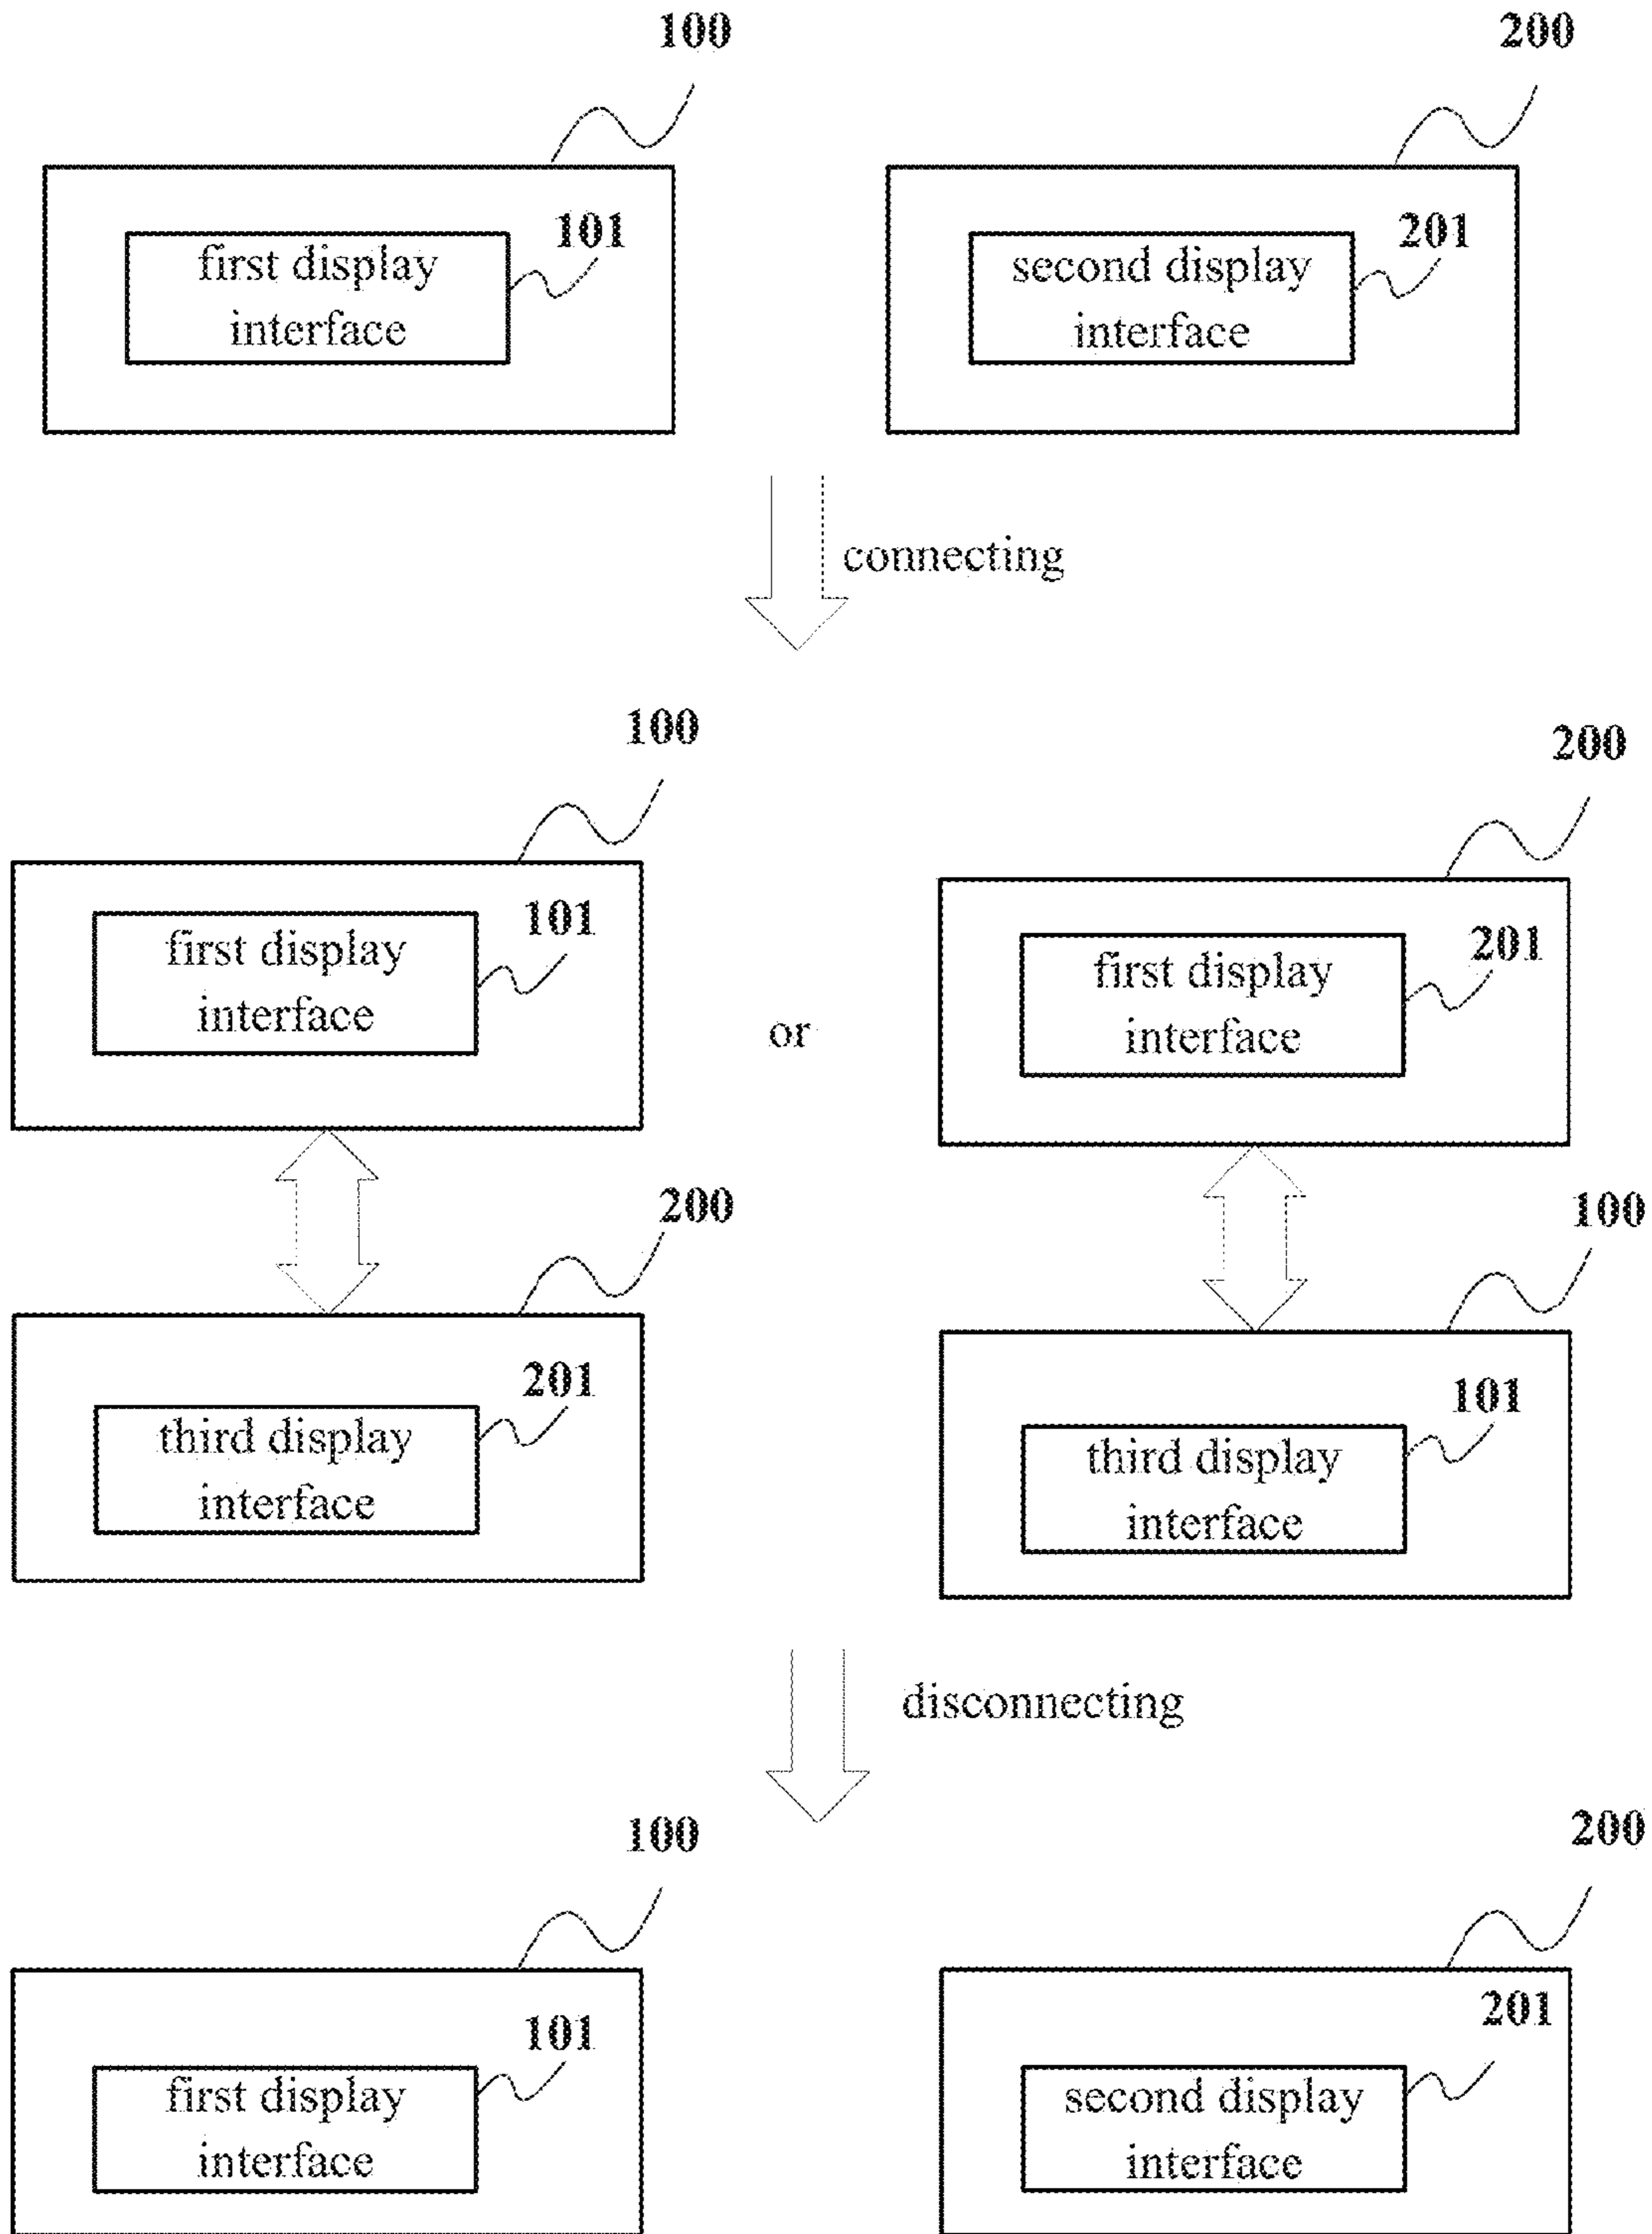 100
200
101
first display
interface
201
second display
interface
connecting
100
200
101
first display
interface
or
201
first display
interface
200
100
201
third display
interface
101
third display
interface
disconnecting
100
200
101
first display
interface
201
second display
interface